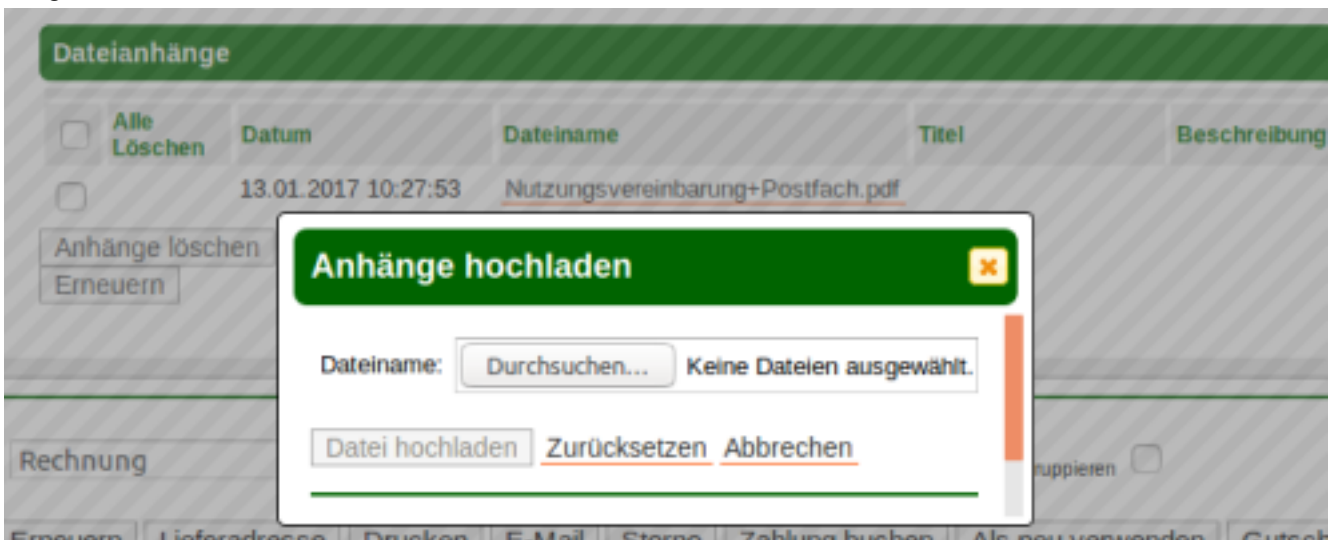 Dateianhänge
Alle
Löschen
Datum
Dateiname
Titel
Beschreibung
13.01.2017 10:27:53
Nutzungsvereinbarung+Postfach.pdf
Anhänge löschen
Erneuern
Anhänge hochladen
Dateiname: Durchsuchen... Keine Dateien ausgewählt.
Datei hochladen Zurücksetzen Abbrechen
Rechnung
ruppieren
Erneuern Lieferadresse Drucken E-Mail Storno Zahlung buchen Als neu verwenden Gutsch